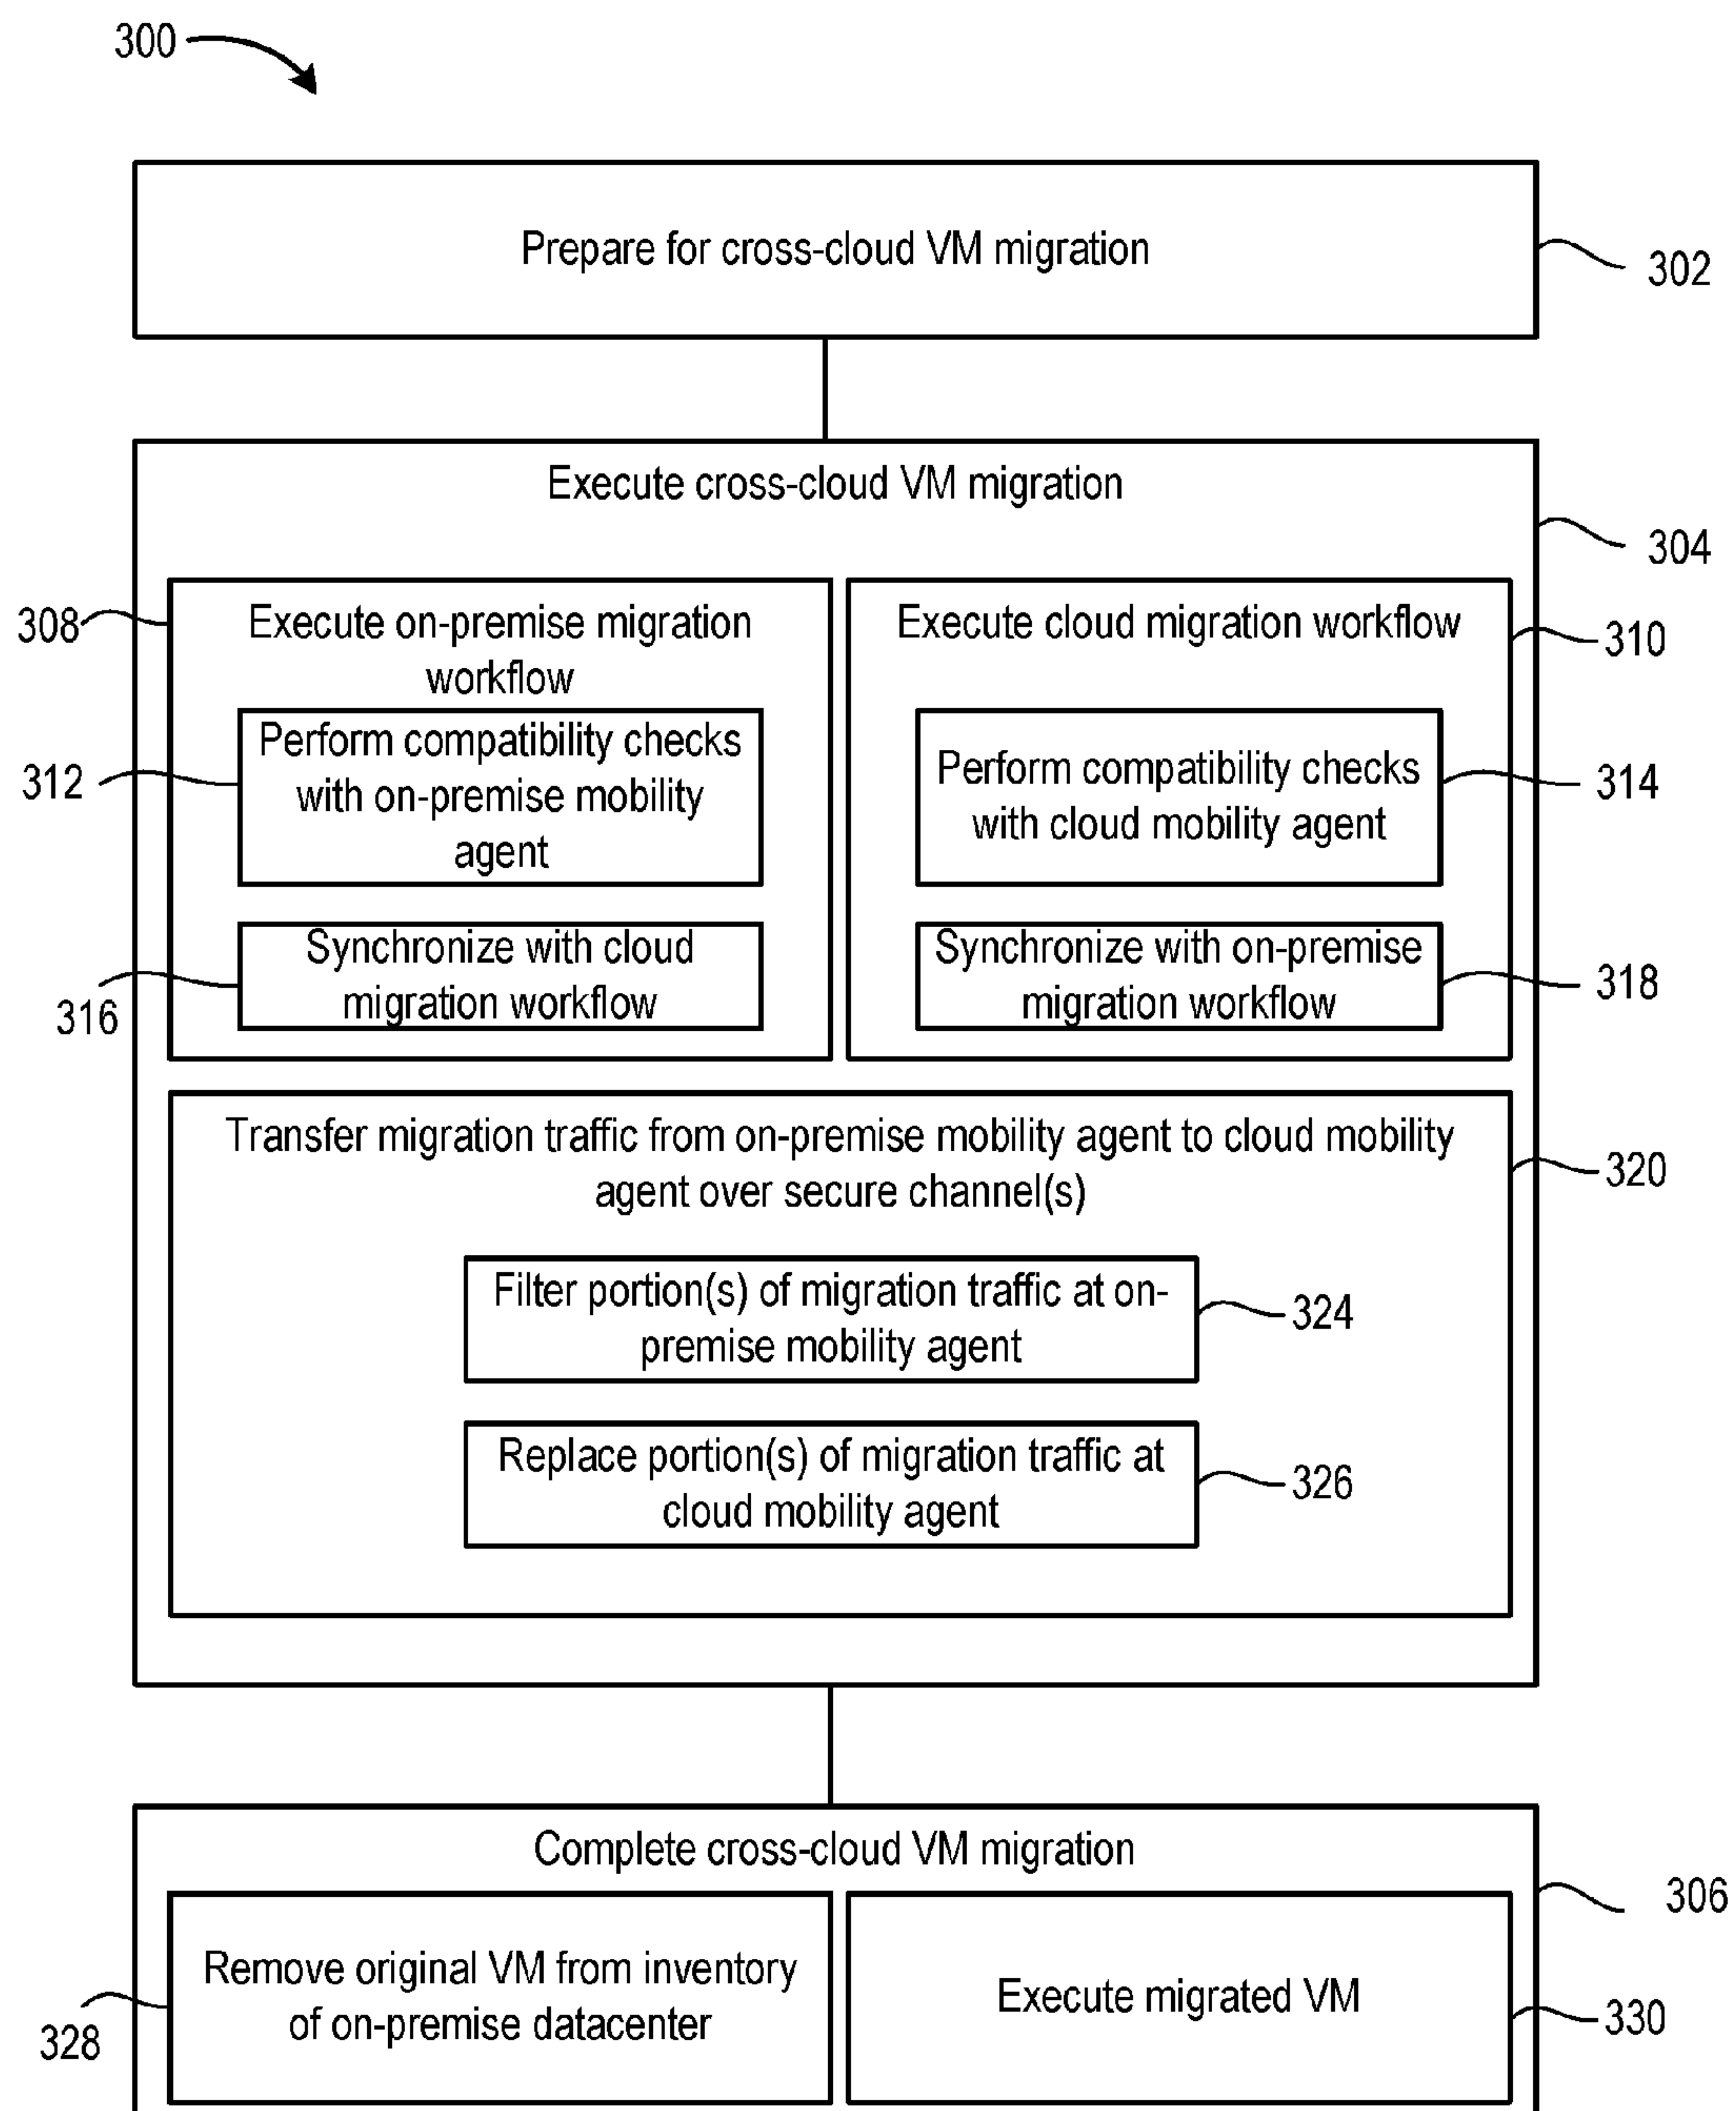 300
Prepare for cross-cloud VM migration
302
Execute cross-cloud VM migration
304
308
Execute on-premise migration
workflow
Execute cloud migration workflow
310
312
Perform compatibility checks
with on-premise mobility
agent
Perform compatibility checks
with cloud mobility agent
314
316
Synchronize with cloud
migration workflow
Synchronize with on-premise
migration workflow
318
Transfer migration traffic from on-premise mobility agent to cloud mobility
agent over secure channel(s)
320
Filter portion(s) of migration traffic at on-
premise mobility agent
324
Replace portion(s) of migration traffic at
cloud mobility agent
326
Complete cross-cloud VM migration
306
Remove original VM from inventory
of on-premise datacenter
328
Execute migrated VM
330